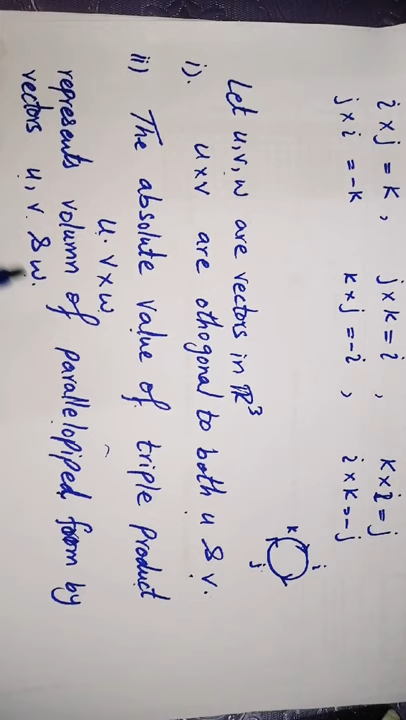 i × j = k , j × k = i , k × i = j
j × i = -k k × j = -i , i × k = -j
k i
j
Let u, v, w are vectors in ℝ³
i). u×v are othogonal to both u & v.
ii) The absolute value of triple product
u. v×w
represents volumn of parallelopiped form by
vectors u, v & w.